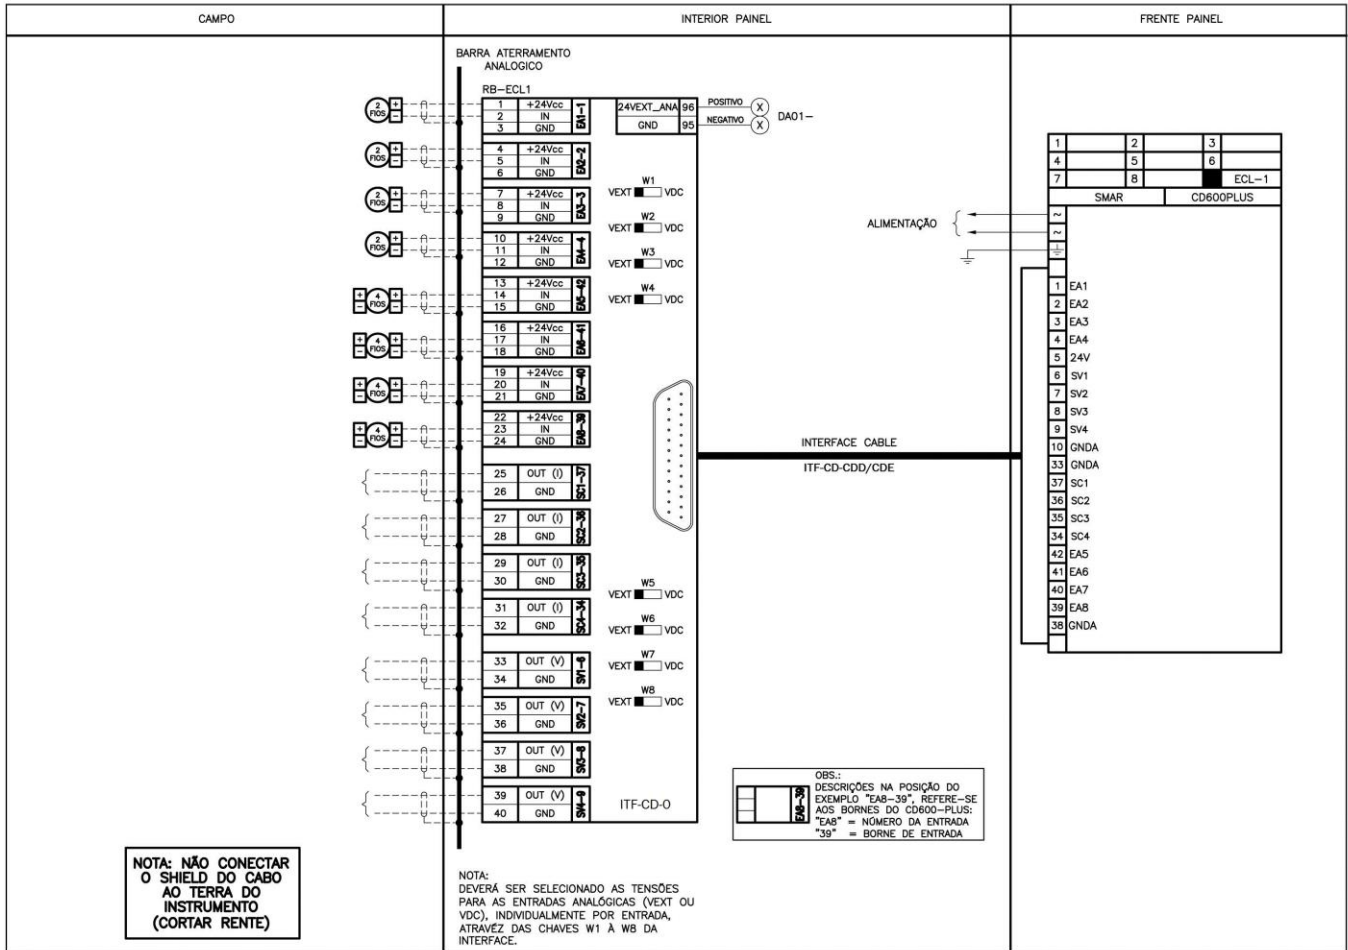 CAMPO
INTERIOR PAINEL
FRENTE PAINEL
BARRA ATERRAMENTO
ANALOGICO
RB-ECL1
2 FIOS + -
1 +24Vcc
2 IN
3 GND
EA1-1
2 FIOS + -
4 +24Vcc
5 IN
6 GND
EA2-2
2 FIOS + -
7 +24Vcc
8 IN
9 GND
EA3-3
2 FIOS + -
10 +24Vcc
11 IN
12 GND
EA4-4
+ - 4 FIOS + -
13 +24Vcc
14 IN
15 GND
EA5-42
+ - 4 FIOS + -
16 +24Vcc
17 IN
18 GND
EA6-41
+ - 4 FIOS + -
19 +24Vcc
20 IN
21 GND
EA7-40
+ - 4 FIOS + -
22 +24Vcc
23 IN
24 GND
EA8-39
25 OUT (I)
26 GND
SC1-37
27 OUT (I)
28 GND
SC2-36
29 OUT (I)
30 GND
SC3-35
31 OUT (I)
32 GND
SC4-34
33 OUT (V)
34 GND
SV1-6
35 OUT (V)
36 GND
SV2-7
37 OUT (V)
38 GND
SV3-8
39 OUT (V)
40 GND
SV4-9
24VEXT_ANA 96 POSITIVO X
GND 95 NEGATIVO X
DA01-
W1
VEXT VDC
W2
VEXT VDC
W3
VEXT VDC
W4
VEXT VDC
W5
VEXT VDC
W6
VEXT VDC
W7
VEXT VDC
W8
VEXT VDC
ITF-CD-0
INTERFACE CABLE
ITF-CD-CDD/CDE
ALIMENTAÇÃO
1 2 3
4 5 6
7 8 ECL-1
SMAR CD600PLUS
~
~
1 EA1
2 EA2
3 EA3
4 EA4
5 24V
6 SV1
7 SV2
8 SV3
9 SV4
10 GNDA
33 GNDA
37 SC1
36 SC2
35 SC3
34 SC4
42 EA5
41 EA6
40 EA7
39 EA8
38 GNDA
EA8-39
OBS.:
DESCRIÇÕES NA POSIÇÃO DO
EXEMPLO "EA8-39", REFERE-SE
AOS BORNES DO CD600-PLUS:
"EA8" = NÚMERO DA ENTRADA
"39" = BORNE DE ENTRADA
NOTA: NÃO CONECTAR
O SHIELD DO CABO
AO TERRA DO
INSTRUMENTO
(CORTAR RENTE)
NOTA:
DEVERÁ SER SELECIONADO AS TENSÕES
PARA AS ENTRADAS ANALÓGICAS (VEXT OU
VDC), INDIVIDUALMENTE POR ENTRADA,
ATRAVÉZ DAS CHAVES W1 À W8 DA
INTERFACE.